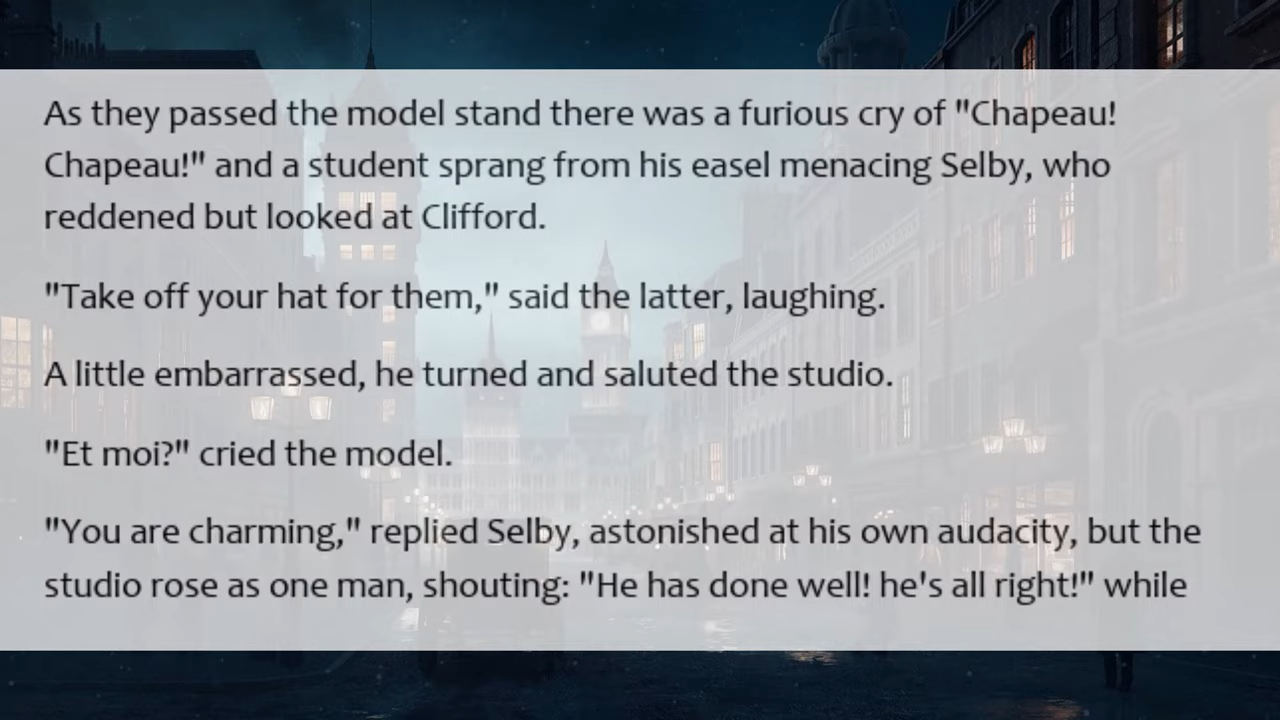 As they passed the model stand there was a furious cry of "Chapeau!
Chapeau!" and a student sprang from his easel menacing Selby, who
reddened but looked at Clifford.
"Take off your hat for them," said the latter, laughing.
A little embarrassed, he turned and saluted the studio.
"Et moi?" cried the model.
"You are charming," replied Selby, astonished at his own audacity, but the
studio rose as one man, shouting: "He has done well! he's all right!" while